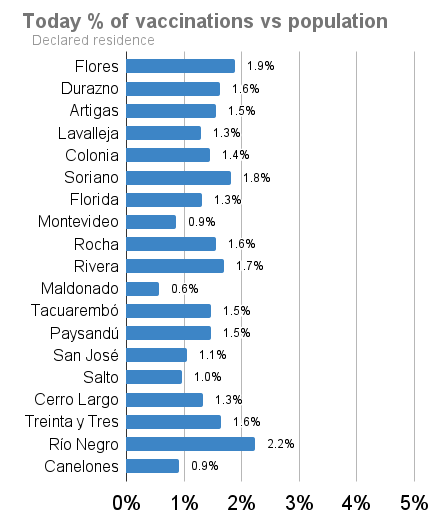 Today % of vaccinations vs population
Declared residence
Flores 1.9%
Durazno 1.6%
Artigas 1.5%
Lavalleja 1.3%
Colonia 1.4%
Soriano 1.8%
Florida 1.3%
Montevideo 0.9%
Rocha 1.6%
Rivera 1.7%
Maldonado 0.6%
Tacuarembó 1.5%
Paysandú 1.5%
San José 1.1%
Salto 1.0%
Cerro Largo 1.3%
Treinta y Tres 1.6%
Río Negro 2.2%
Canelones 0.9%
0% 1% 2% 3% 4% 5%